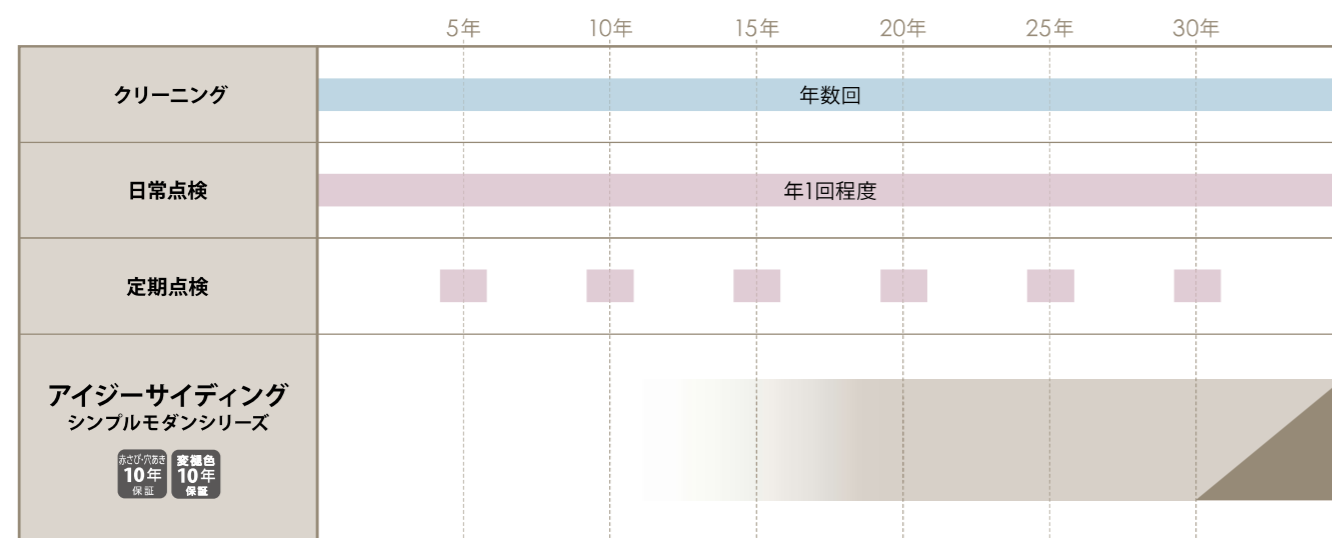 5年 10年 15年 20年 25年 30年
クリーニング
年数回
日常点検
年1回程度
定期点検
アイジーサイディング
シンプルモダンシリーズ
赤さび・穴あき
10年
保証
変褪色
10年
保証